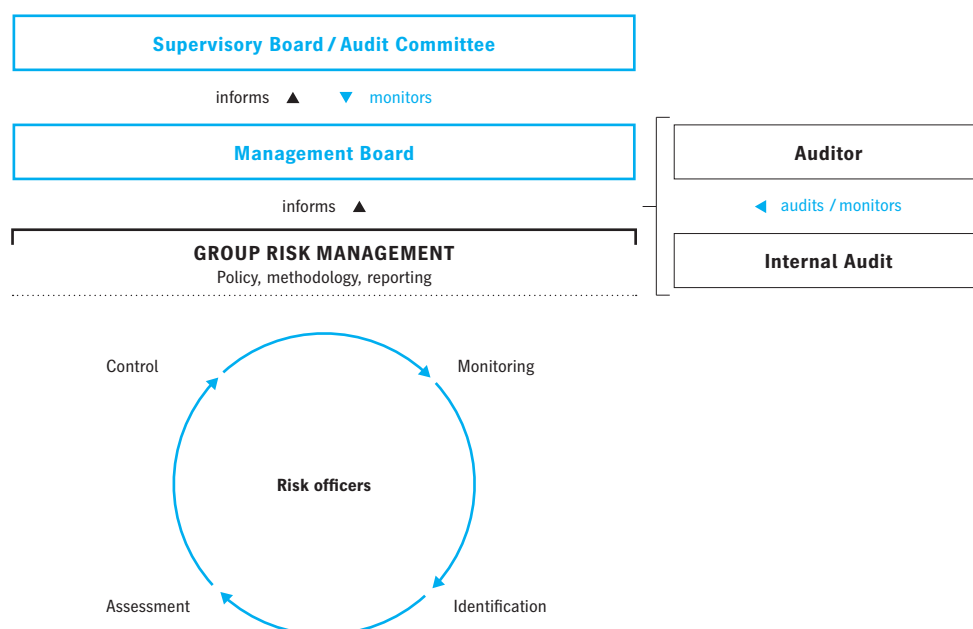 Supervisory Board / Audit Committee
informs ▲ ▼ monitors
Management Board
Auditor
informs ▲
◀ audits / monitors
GROUP RISK MANAGEMENT
Policy, methodology, reporting
Internal Audit
Control
Monitoring
Risk officers
Assessment
Identification